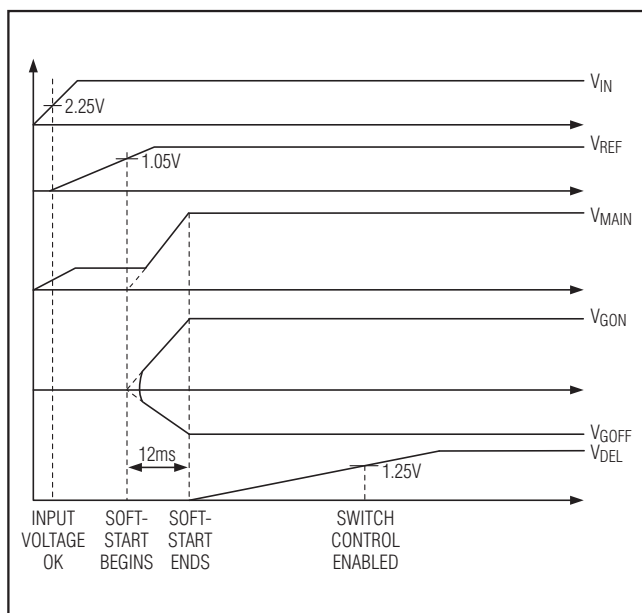 V_IN
2.25V
V_REF
1.05V
V_MAIN
V_GON
V_GOFF
12ms
V_DEL
1.25V
INPUT
VOLTAGE
OK
SOFT-
START
BEGINS
SOFT-
START
ENDS
SWITCH
CONTROL
ENABLED